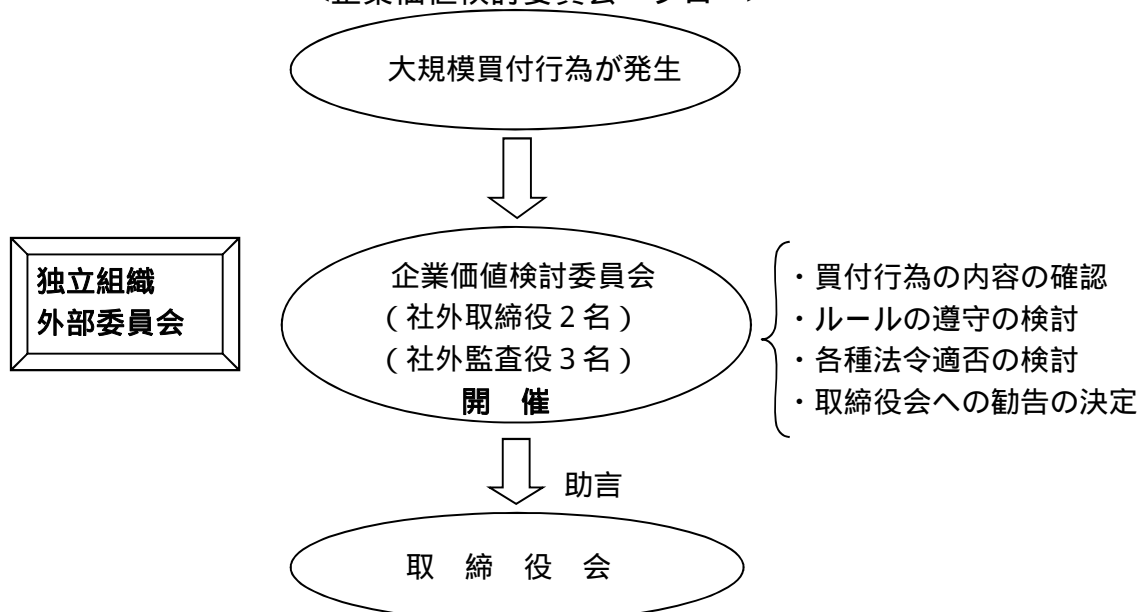 大規模買付行為が発生
独立組織
外部委員会
企業価値検討委員会
(社外取締役2名)
(社外監査役3名)
開 催
・買付行為の内容の確認
・ルールの遵守の検討
・各種法令適否の検討
・取締役会への勧告の決定
助言
取 締 役 会